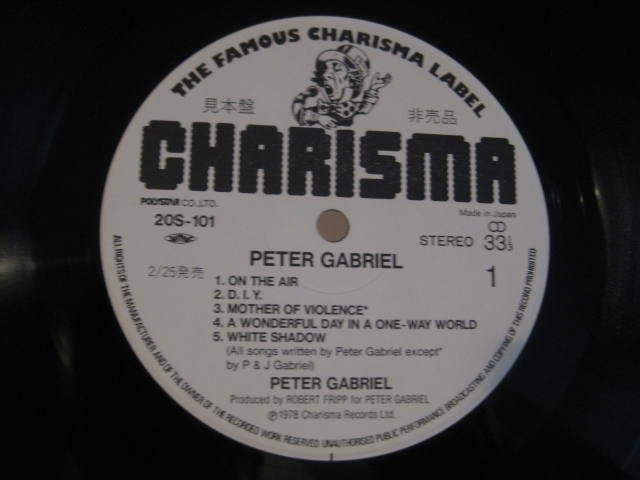 THE FAMOUS CHARISMA LABEL
見本盤
非売品
CHARISMA
POLYSTAR CO.,LTD.
Made in Japan
20S-101
STEREO 33 1/3
PETER GABRIEL
2/25発売
1
1. ON THE AIR
2. D. I. Y.
3. MOTHER OF VIOLENCE*
4. A WONDERFUL DAY IN A ONE-WAY WORLD
5. WHITE SHADOW
(All songs written by Peter Gabriel except*
by P & J Gabriel)
PETER GABRIEL
Produced by ROBERT FRIPP for PETER GABRIEL
℗1978 Charisma Records Ltd.
ALL RIGHTS OF THE MANUFACTURER AND OF THE OWNER OF THE RECORDED WORK RESERVED UNAUTHORISED PUBLIC PERFORMANCE BROADCASTING AND COPYING OF THIS RECORD PROHIBITED